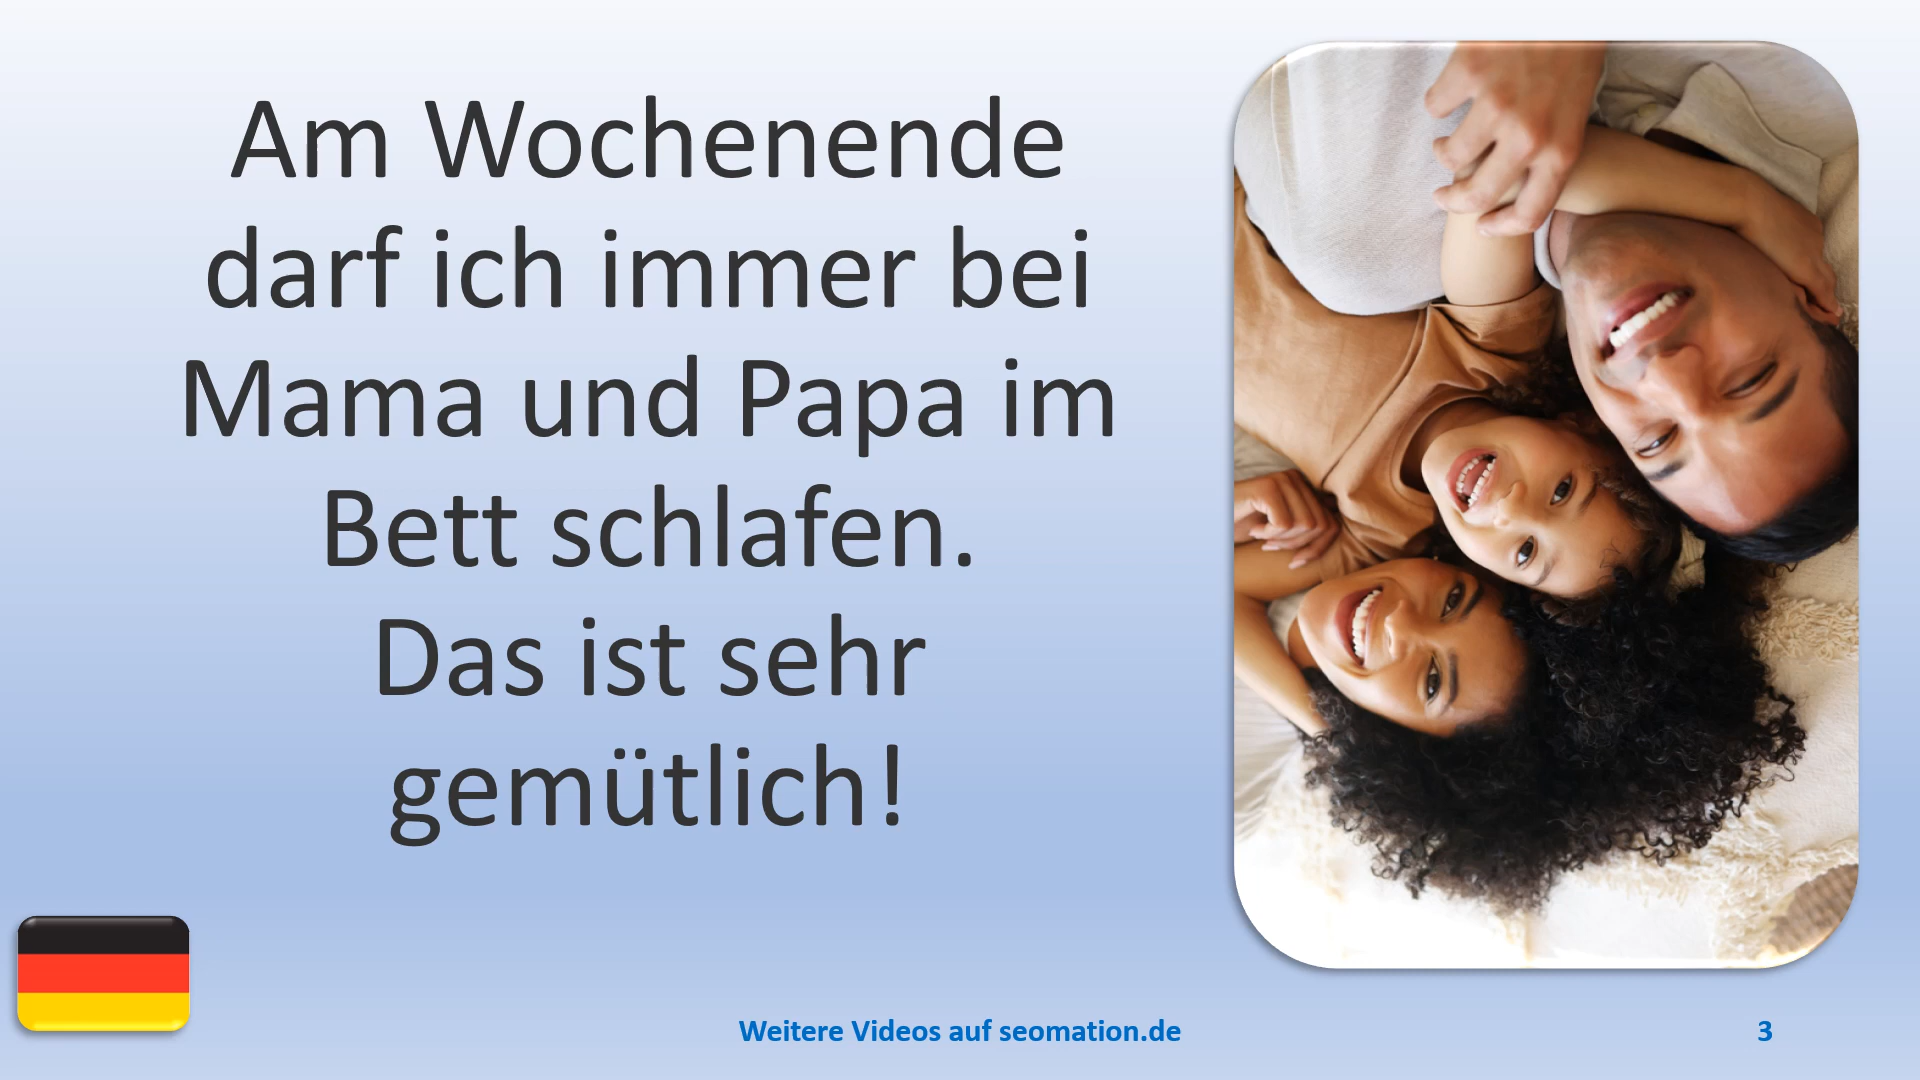 Am Wochenende
darf ich immer bei
Mama und Papa im
Bett schlafen.
Das ist sehr
gemütlich!
Weitere Videos auf seomation.de
3